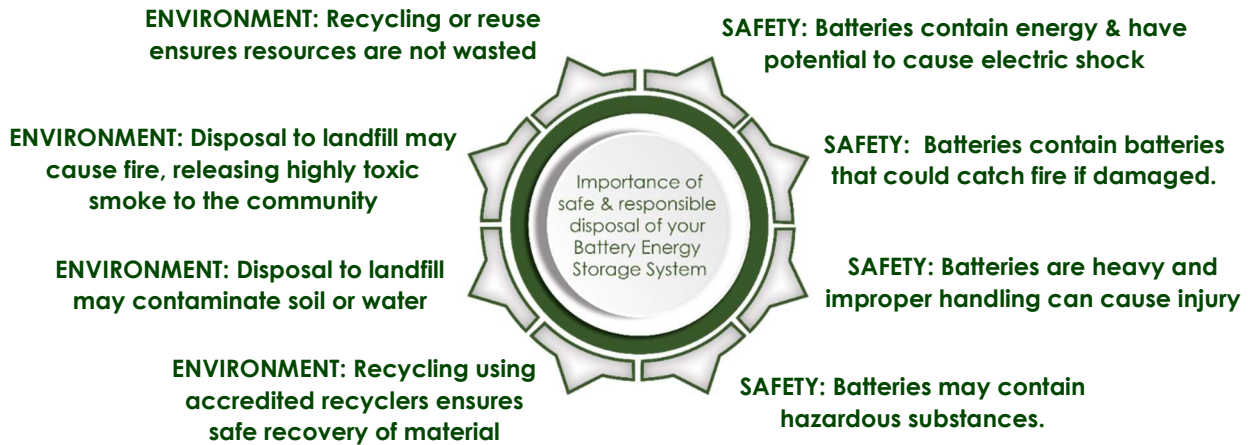 ENVIRONMENT: Recycling or reuse
ensures resources are not wasted
ENVIRONMENT: Disposal to landfill may
cause fire, releasing highly toxic
smoke to the community
ENVIRONMENT: Disposal to landfill
may contaminate soil or water
ENVIRONMENT: Recycling using
accredited recyclers ensures
safe recovery of material
Importance of
safe & responsible
disposal of your
Battery Energy
Storage System
SAFETY: Batteries contain energy & have
potential to cause electric shock
SAFETY:  Batteries contain batteries
that could catch fire if damaged.
SAFETY: Batteries are heavy and
improper handling can cause injury
SAFETY: Batteries may contain
hazardous substances.